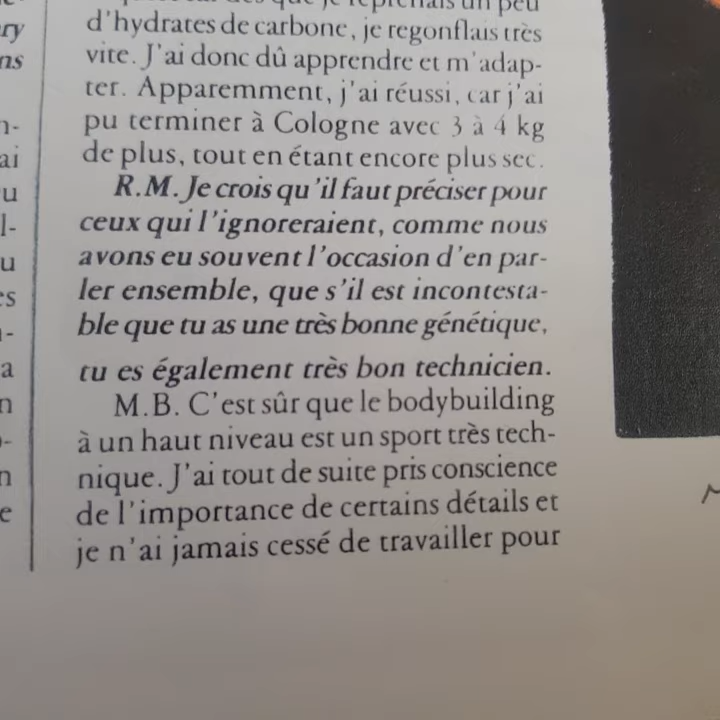 d'hydrates de carbone, je regonflais très
vite. J'ai donc dû apprendre et m'adap-
ter. Apparemment, j'ai réussi, car j'ai
pu terminer à Cologne avec 3 à 4 kg
de plus, tout en étant encore plus sec.
R.M. Je crois qu'il faut préciser pour
ceux qui l'ignoreraient, comme nous
avons eu souvent l'occasion d'en par-
ler ensemble, que s'il est incontesta-
ble que tu as une très bonne génétique,
tu es également très bon technicien.
M.B. C'est sûr que le bodybuilding
à un haut niveau est un sport très tech-
nique. J'ai tout de suite pris conscience
de l'importance de certains détails et
je n'ai jamais cessé de travailler pour